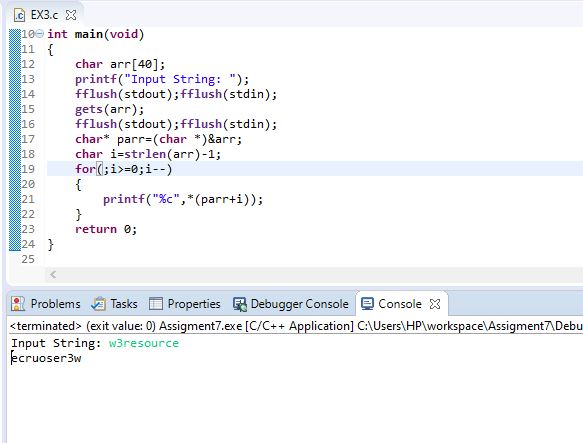 EX3.c
10 int main(void)
11 {
12 char arr[40];
13 printf("Input String: ");
14 fflush(stdout);fflush(stdin);
15 gets(arr);
16 fflush(stdout);fflush(stdin);
17 char* parr=(char *)&arr;
18 char i=strlen(arr)-1;
19 for(;i>=0;i--)
20 {
21 printf("%c",*(parr+i));
22 }
23 return 0;
24 }
25
Problems Tasks Properties Debugger Console Console
<terminated> (exit value: 0) Assigment7.exe [C/C++ Application] C:\Users\HP\workspace\Assigment7\Debu
Input String: w3resource
ecruoser3w